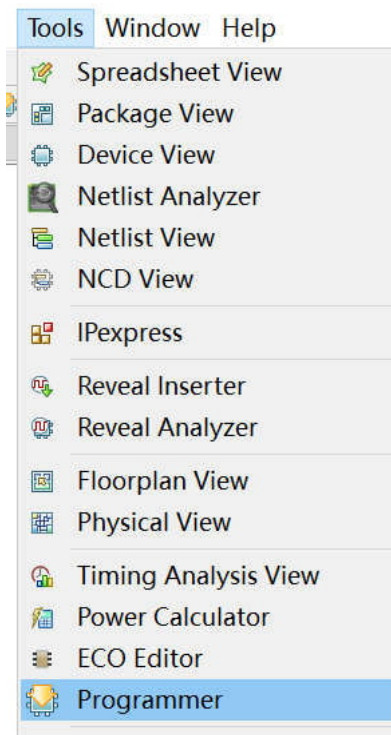 Tools Window Help
Spreadsheet View
Package View
Device View
Netlist Analyzer
Netlist View
NCD View
IPexpress
Reveal Inserter
Reveal Analyzer
Floorplan View
Physical View
Timing Analysis View
Power Calculator
ECO Editor
Programmer